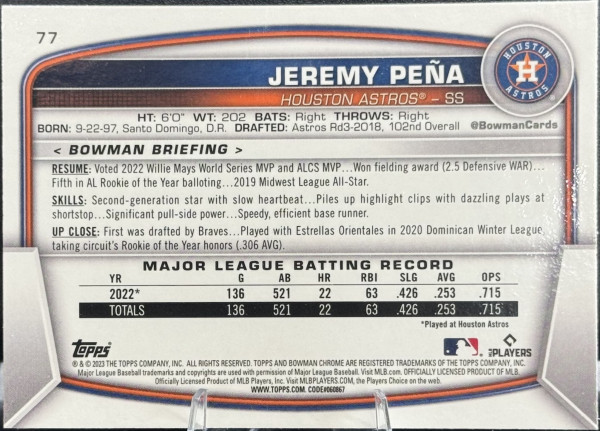 77
JEREMY PEÑA
HOUSTON ASTROS® – SS
HOUSTON
H
ASTROS
HT: 6'0" WT: 202 BATS: Right THROWS: Right
BORN: 9-22-97, Santo Domingo, D.R. DRAFTED: Astros Rd3-2018, 102nd Overall
@BowmanCards
< BOWMAN BRIEFING >
RESUME: Voted 2022 Willie Mays World Series MVP and ALCS MVP...Won fielding award (2.5 Defensive WAR)...
Fifth in AL Rookie of the Year balloting...2019 Midwest League All-Star.
SKILLS: Second-generation star with slow heartbeat...Piles up highlight clips with dazzling plays at
shortstop...Significant pull-side power...Speedy, efficient base runner.
UP CLOSE: First was drafted by Braves...Played with Estrellas Orientales in 2020 Dominican Winter League,
taking circuit's Rookie of the Year honors (.306 AVG).
MAJOR LEAGUE BATTING RECORD
YR G AB HR RBI SLG AVG OPS
2022* 136 521 22 63 .426 .253 .715
TOTALS 136 521 22 63 .426 .253 .715
*Played at Houston Astros
Topps
PLAYERS
® & © 2023 THE TOPPS COMPANY, INC. ALL RIGHTS RESERVED. TOPPS AND BOWMAN CHROME ARE REGISTERED TRADEMARKS OF THE TOPPS COMPANY, INC.
Major League Baseball trademarks and copyrights are used with permission of Major League Baseball. Visit MLB.com. OFFICIALLY LICENSED PRODUCT OF MLB.
Officially Licensed Product of MLB Players, Inc. Visit MLBPLAYERS.COM, the Players Choice on the web.
WWW.TOPPS.COM. CODE#060867